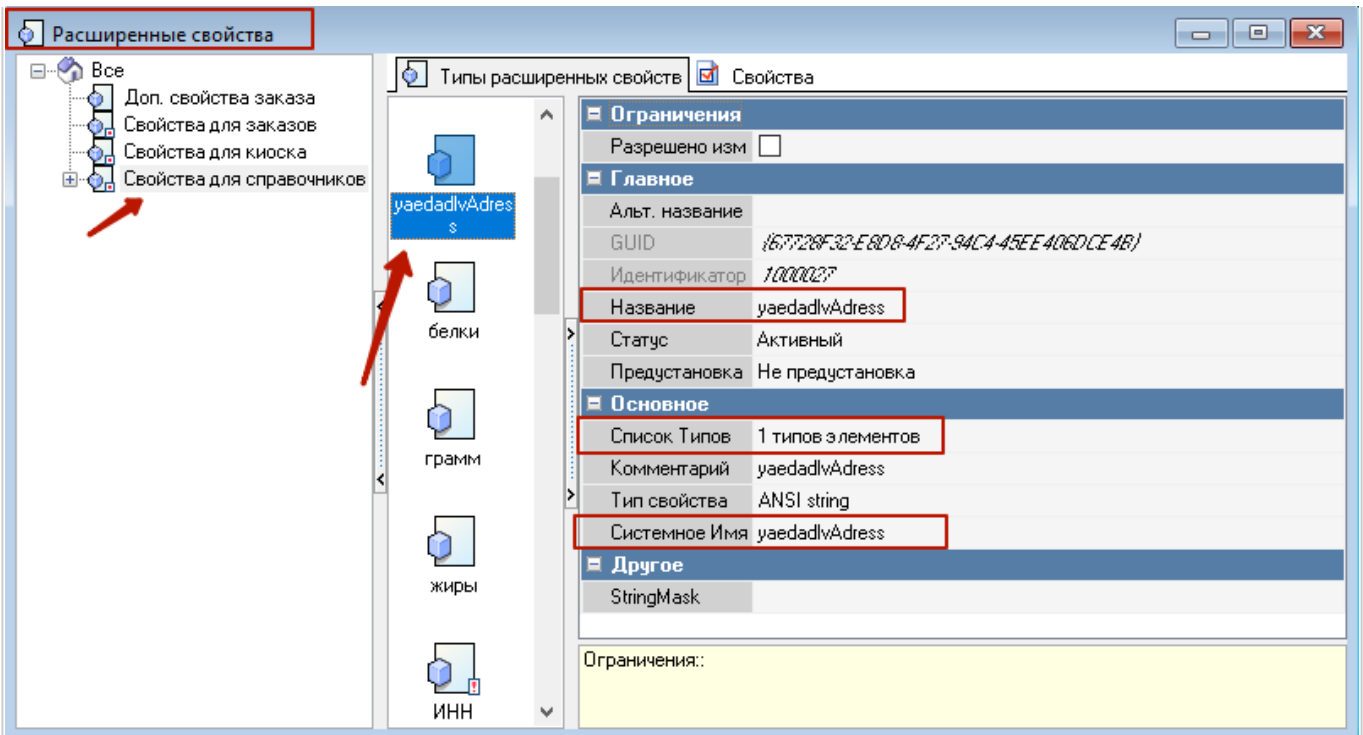 Расширенные свойства
Все
Доп. свойства заказа
Свойства для заказов
Свойства для киоска
Свойства для справочников
Типы расширенных свойств
Свойства
yaedadlvAdres
s
белки
грамм
жиры
ИНН
Ограничения
Разрешено изм
Главное
Альт. название
GUID {67728F32-E8D8-4F27-94C4-45EE406DCE4B}
Идентификатор 1000027
Название yaedadlvAdress
Статус Активный
Предустановка Не предустановка
Основное
Список Типов 1 типов элементов
Комментарий yaedadlvAdress
Тип свойства ANSI string
Системное Имя yaedadlvAdress
Другое
StringMask
Ограничения::